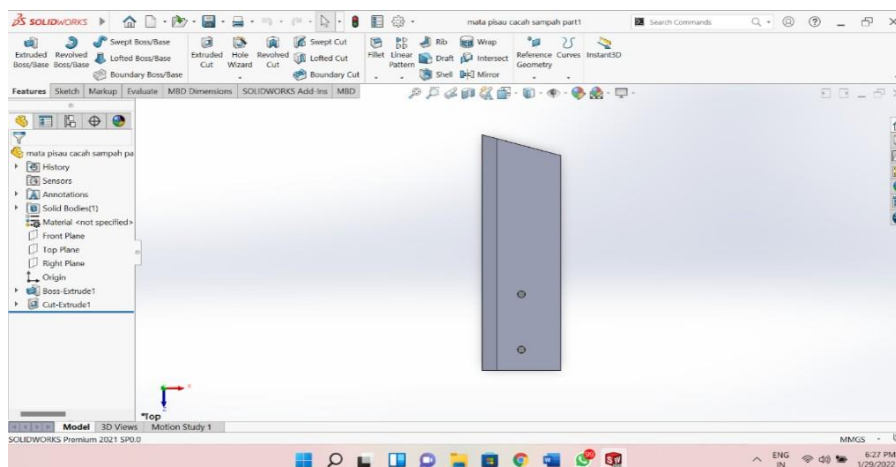 SOLIDWORKS
mata pisau cacah sampah part1
Search Commands
Extruded Boss/Base
Revolved Boss/Base
Swept Boss/Base
Lofted Boss/Base
Boundary Boss/Base
Extruded Cut
Hole Wizard
Revolved Cut
Swept Cut
Lofted Cut
Boundary Cut
Fillet
Linear Pattern
Rib
Draft
Shell
Wrap
Intersect
Mirror
Reference Geometry
Curves
Instant3D
Features Sketch Markup Evaluate MBD Dimensions SOLIDWORKS Add-Ins MBD
mata pisau cacah sampah pa
History
Sensors
Annotations
Solid Bodies(1)
Material <not specified>
Front Plane
Top Plane
Right Plane
Origin
Boss-Extrude1
Cut-Extrude1
*Top
Model 3D Views Motion Study 1
SOLIDWORKS Premium 2021 SP0.0
MMGS
ENG
IN
6:27